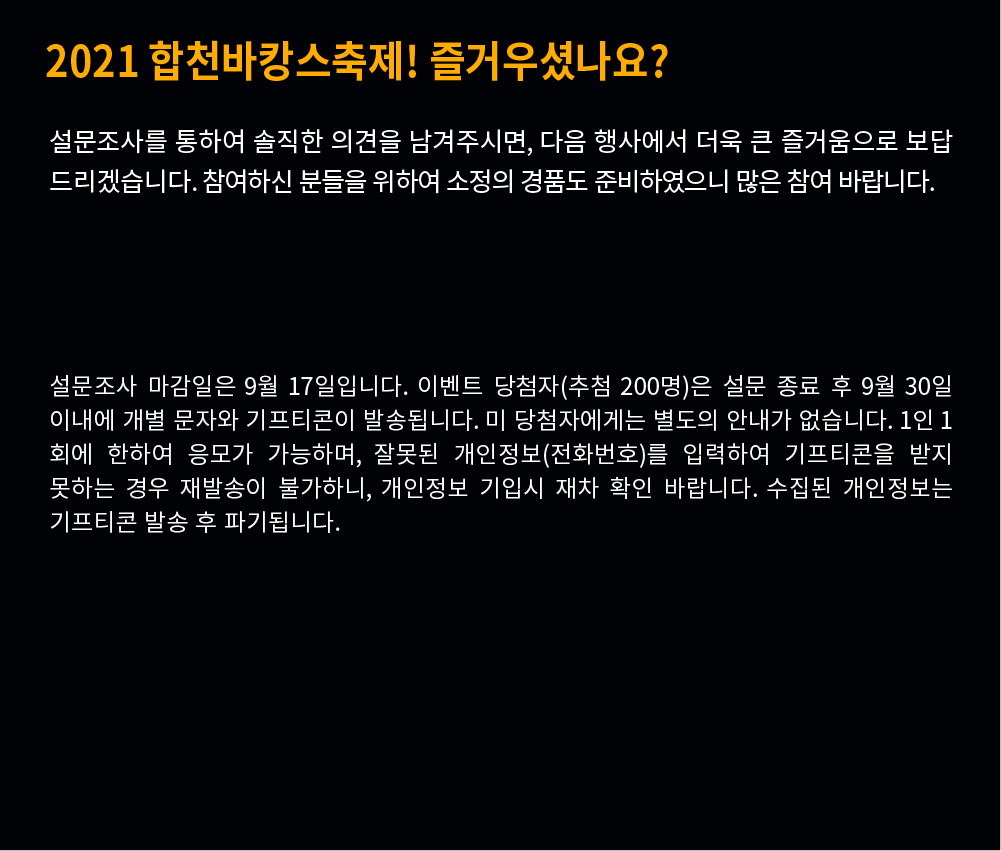 2021 합천바캉스축제! 즐거우셨나요?
설문조사를 통하여 솔직한 의견을 남겨주시면, 다음 행사에서 더욱 큰 즐거움으로 보답
드리겠습니다. 참여하신 분들을 위하여 소정의 경품도 준비하였으니 많은 참여 바랍니다.
설문조사 마감일은 9월 17일입니다. 이벤트 당첨자(추첨 200명)은 설문 종료 후 9월 30일
이내에 개별 문자와 기프티콘이 발송됩니다. 미 당첨자에게는 별도의 안내가 없습니다. 1인 1
회에 한하여 응모가 가능하며, 잘못된 개인정보(전화번호)를 입력하여 기프티콘을 받지
못하는 경우 재발송이 불가하니, 개인정보 기입시 재차 확인 바랍니다. 수집된 개인정보는
기프티콘 발송 후 파기됩니다.